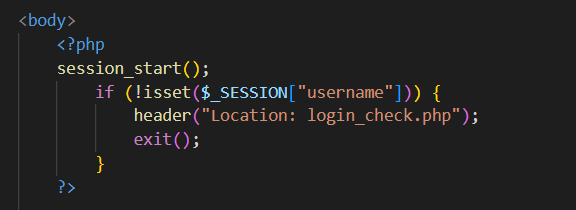 <body>
<?php
session_start();
if (!isset($_SESSION["username"])) {
header("Location: login_check.php");
exit();
}
?>